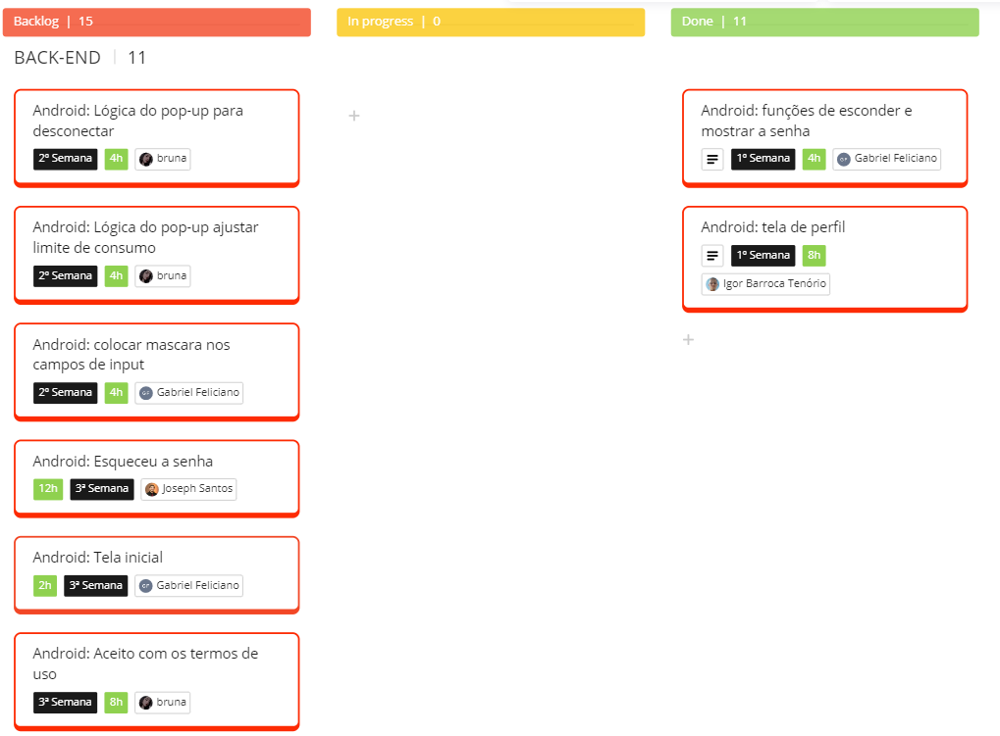 Backlog | 15
In progress | 0
Done | 11
BACK-END | 11
Android: Lógica do pop-up para
desconectar
2º Semana 4h bruna
Android: Lógica do pop-up ajustar
limite de consumo
2º Semana 4h bruna
Android: colocar mascara nos
campos de input
2º Semana 4h GF Gabriel Feliciano
Android: Esqueceu a senha
12h 3ª Semana Joseph Santos
Android: Tela inicial
2h 3ª Semana GF Gabriel Feliciano
Android: Aceito com os termos de
uso
3ª Semana 8h bruna
+
Android: funções de esconder e
mostrar a senha
1º Semana 4h GF Gabriel Feliciano
Android: tela de perfil
1º Semana 8h
Igor Barroca Tenório
+